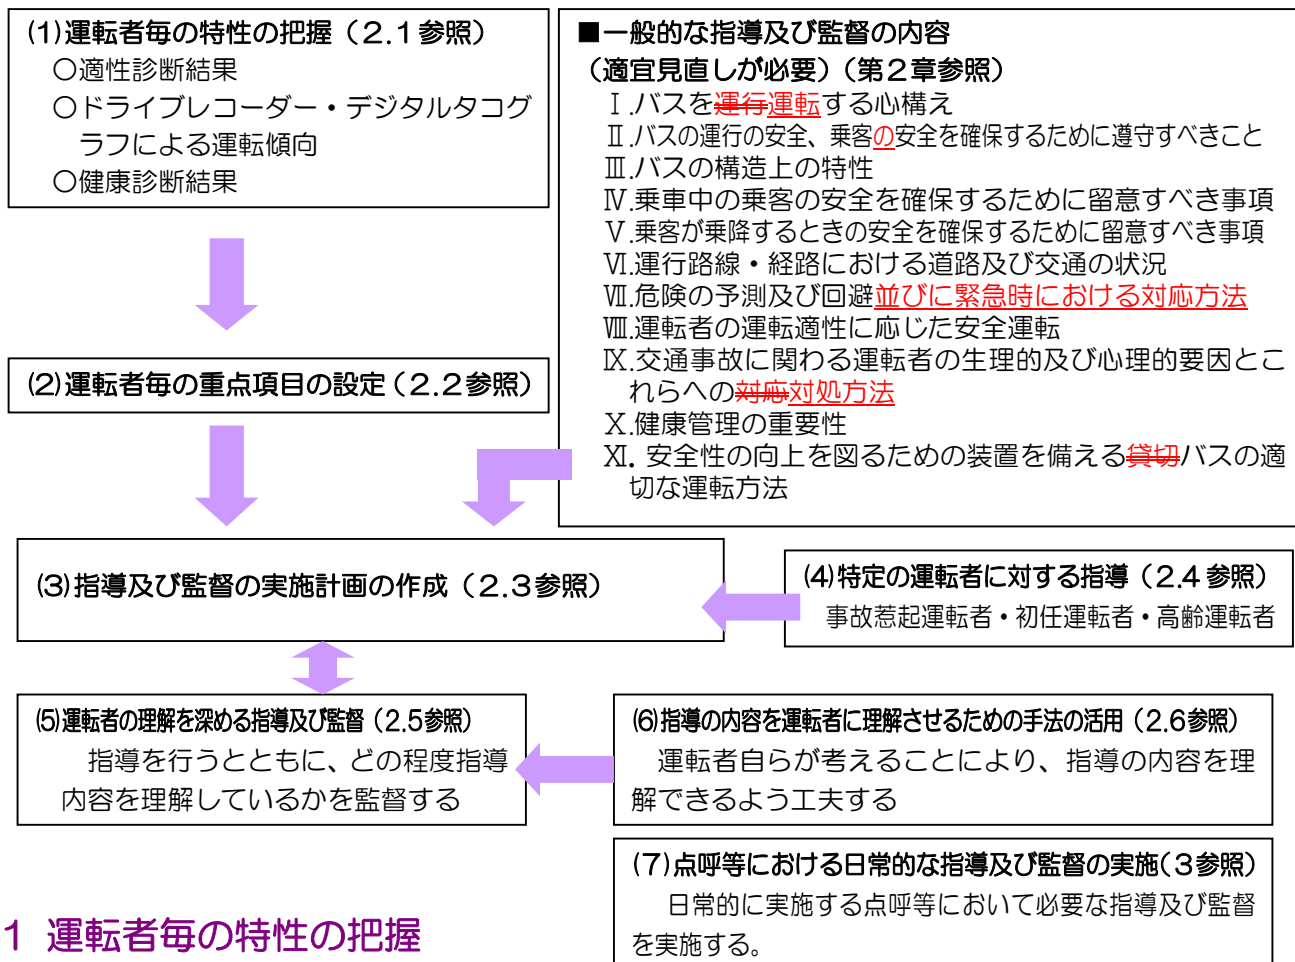 (1)運転者毎の特性の把握（2.1参照）
○適性診断結果
○ドライブレコーダー・デジタルタコグ
ラフによる運転傾向
○健康診断結果
(2)運転者毎の重点項目の設定（2.2参照）
■一般的な指導及び監督の内容
（適宜見直しが必要）（第２章参照）
Ⅰ.バスを運行運転する心構え
Ⅱ.バスの運行の安全、乗客の安全を確保するために遵守すべきこと
Ⅲ.バスの構造上の特性
Ⅳ.乗車中の乗客の安全を確保するために留意すべき事項
Ⅴ.乗客が乗降するときの安全を確保するために留意すべき事項
Ⅵ.運行路線・経路における道路及び交通の状況
Ⅶ.危険の予測及び回避並びに緊急時における対応方法
Ⅷ.運転者の運転適性に応じた安全運転
Ⅸ.交通事故に関わる運転者の生理的及び心理的要因とこ
れらへの対応対処方法
Ⅹ.健康管理の重要性
Ⅺ. 安全性の向上を図るための装置を備える貸切バスの適
切な運転方法
(3)指導及び監督の実施計画の作成（2.3参照）
(4)特定の運転者に対する指導（2.4 参照）
事故惹起運転者・初任運転者・高齢運転者
(5)運転者の理解を深める指導及び監督（2.5参照）
指導を行うとともに、どの程度指導
内容を理解しているかを監督する
(6)指導の内容を運転者に理解させるための手法の活用（2.6参照）
運転者自らが考えることにより、指導の内容を理
解できるよう工夫する
(7)点呼等における日常的な指導及び監督の実施(３参照)
日常的に実施する点呼等において必要な指導及び監督
を実施する。
1 運転者毎の特性の把握